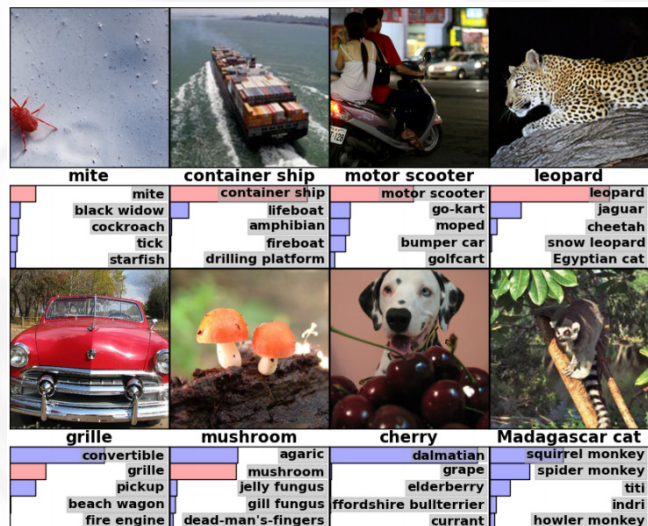 mite
container ship
motor scooter
leopard
mite
black widow
cockroach
tick
starfish
container ship
lifeboat
amphibian
fireboat
drilling platform
motor scooter
go-kart
moped
bumper car
golfcart
leopard
jaguar
cheetah
snow leopard
Egyptian cat
grille
mushroom
cherry
Madagascar cat
convertible
grille
pickup
beach wagon
fire engine
agaric
mushroom
jelly fungus
gill fungus
dead-man's-fingers
dalmatian
grape
elderberry
ffordshire bullterrier
currant
squirrel monkey
spider monkey
titi
indri
howler monkey